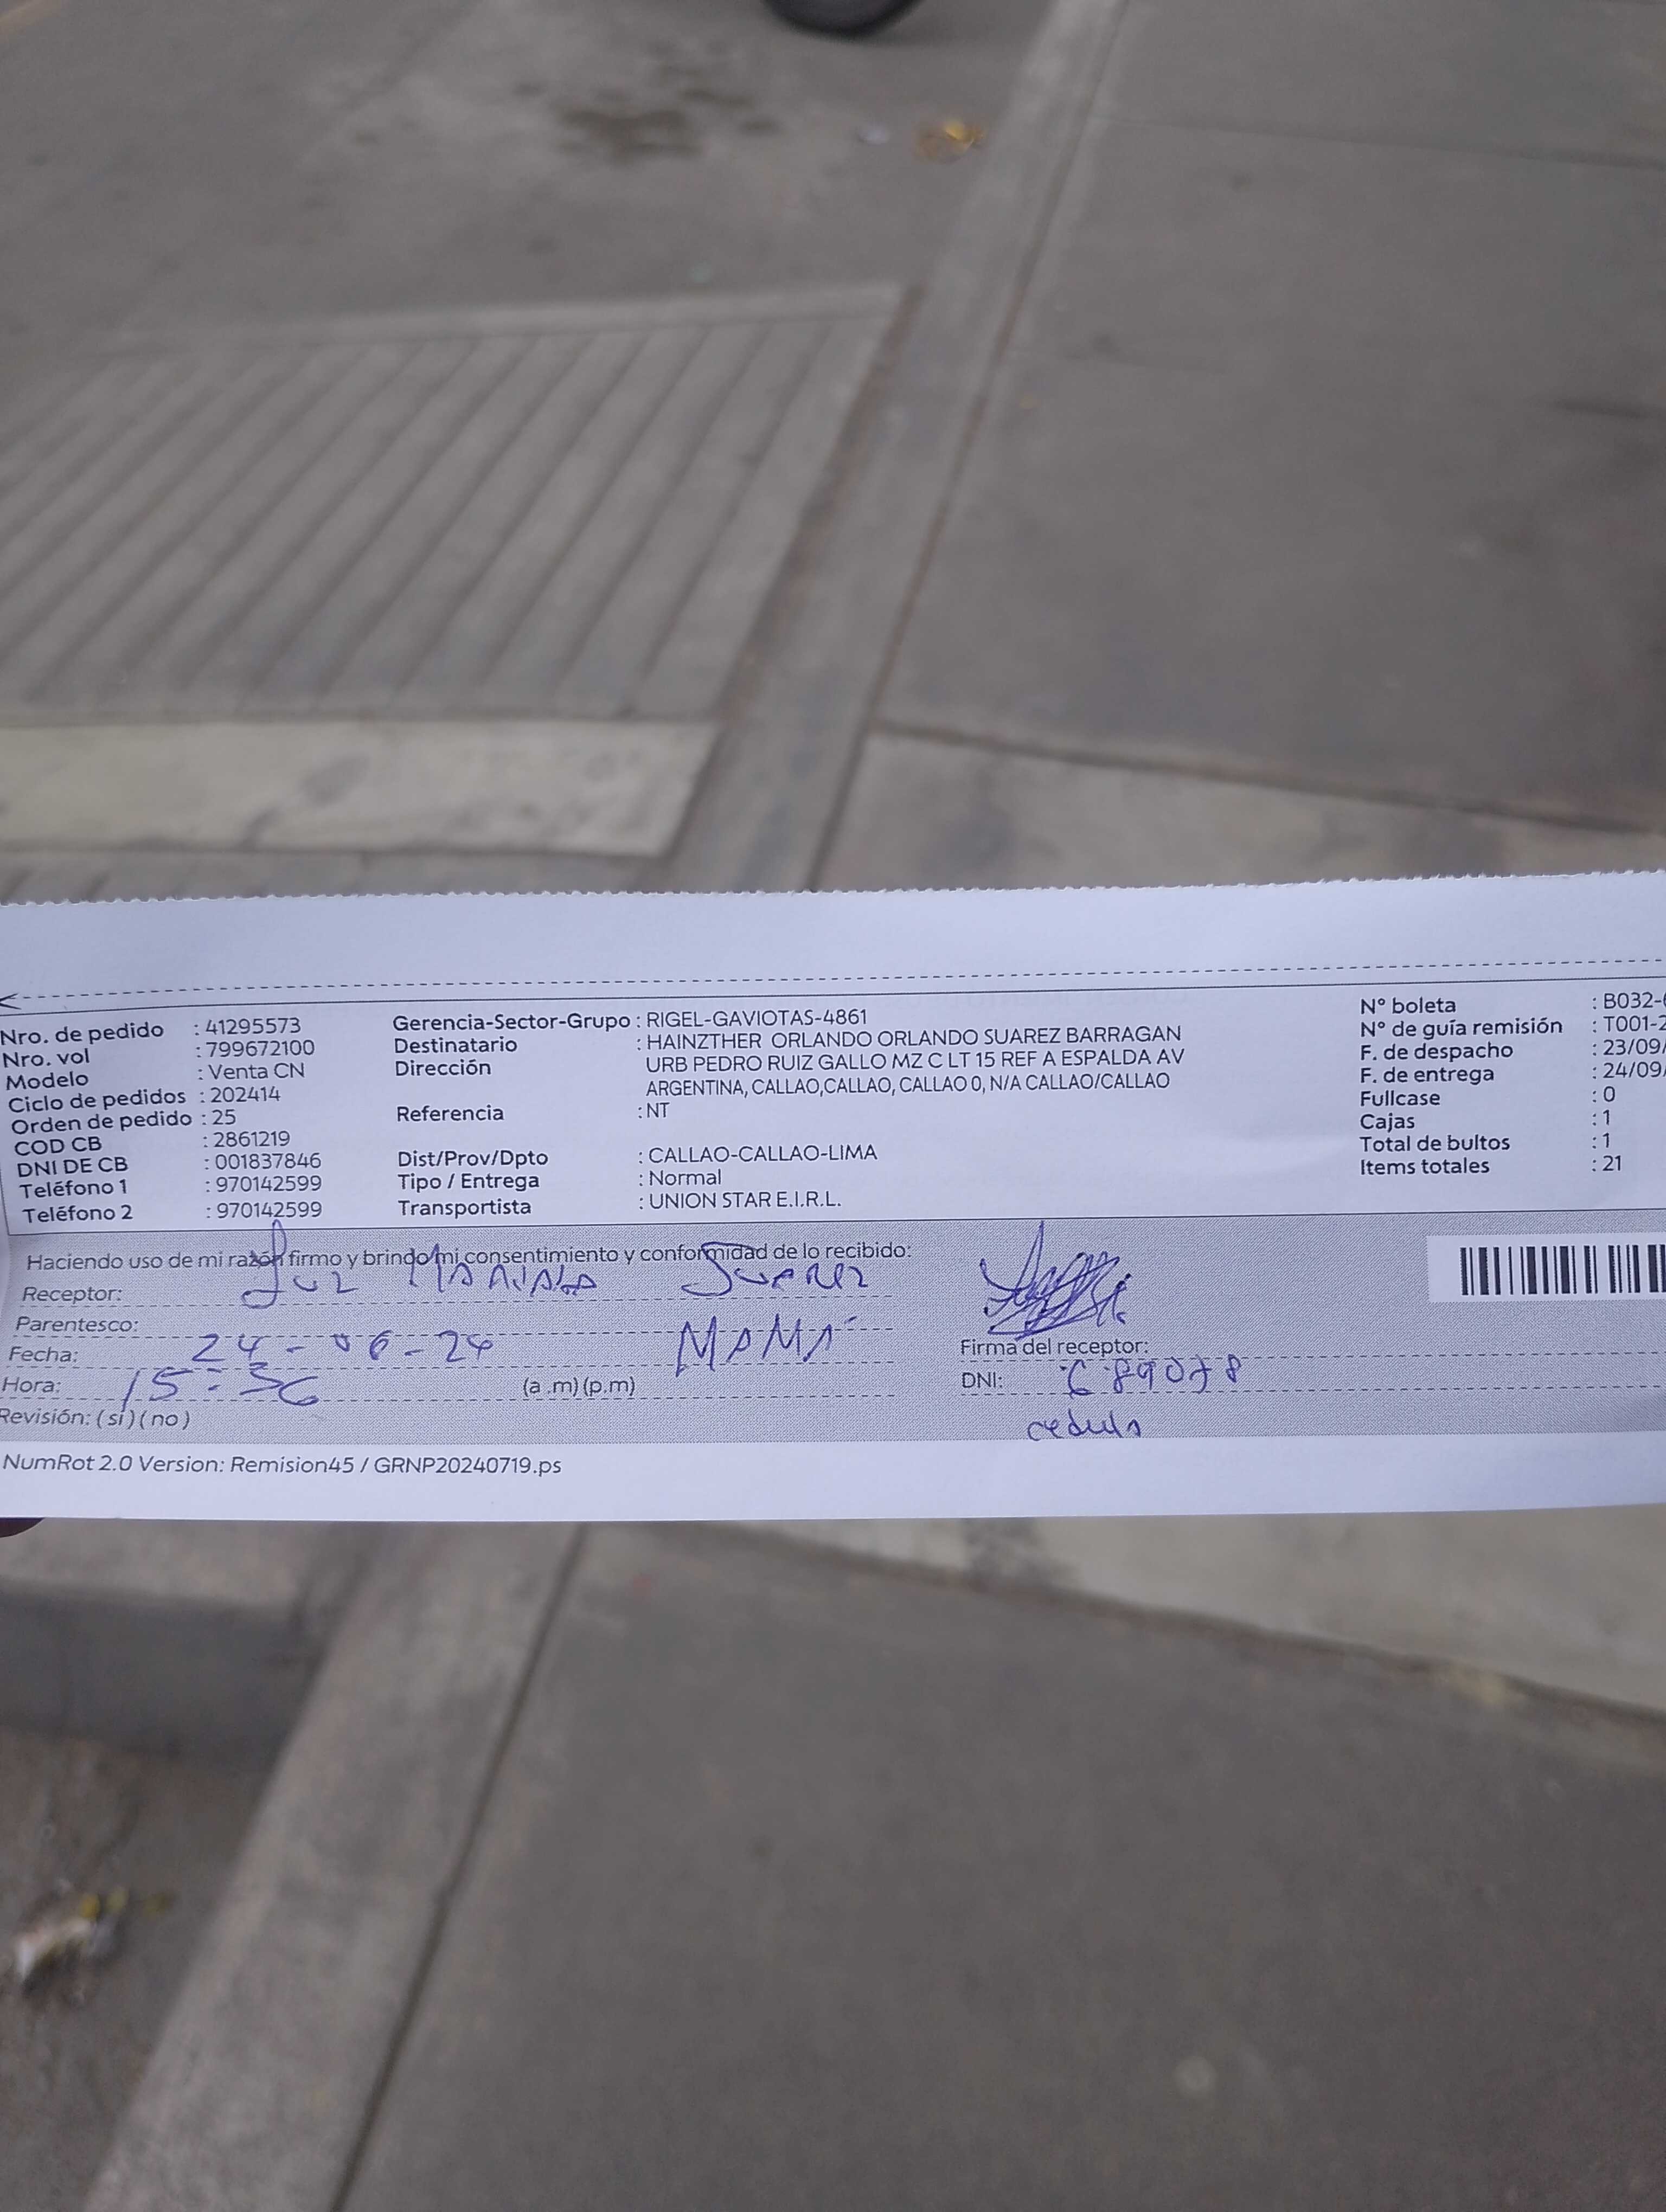 Nro. de pedido : 41295573
Nro. vol : 799672100
Modelo : Venta CN
Ciclo de pedidos : 202414
Orden de pedido : 25
COD CB : 2861219
DNI DE CB : 001837846
Teléfono 1 : 970142599
Teléfono 2 : 970142599
Gerencia-Sector-Grupo : RIGEL-GAVIOTAS-4861
Destinatario : HAINZTHER ORLANDO ORLANDO SUAREZ BARRAGAN
Dirección URB PEDRO RUIZ GALLO MZ C LT 15 REF A ESPALDA AV
ARGENTINA, CALLAO,CALLAO, CALLAO 0, N/A CALLAO/CALLAO
Referencia : NT
Dist/Prov/Dpto : CALLAO-CALLAO-LIMA
Tipo / Entrega : Normal
Transportista : UNION STAR E.I.R.L.
N° boleta : B032-
N° de guía remisión : T001-2
F. de despacho : 23/09/
F. de entrega : 24/09/
Fullcase : 0
Cajas : 1
Total de bultos : 1
Items totales : 21
Haciendo uso de mi razón firmo y brindo mi consentimiento y conformidad de lo recibido:
Receptor: Luz Suarez
Parentesco: MAMÁ
Fecha: 24-06-24
Hora: 15:36 (a .m) (p.m)
Revisión: ( si ) ( no )
Firma del receptor:
DNI:
cedula
NumRot 2.0 Version: Remision45 / GRNP20240719.ps